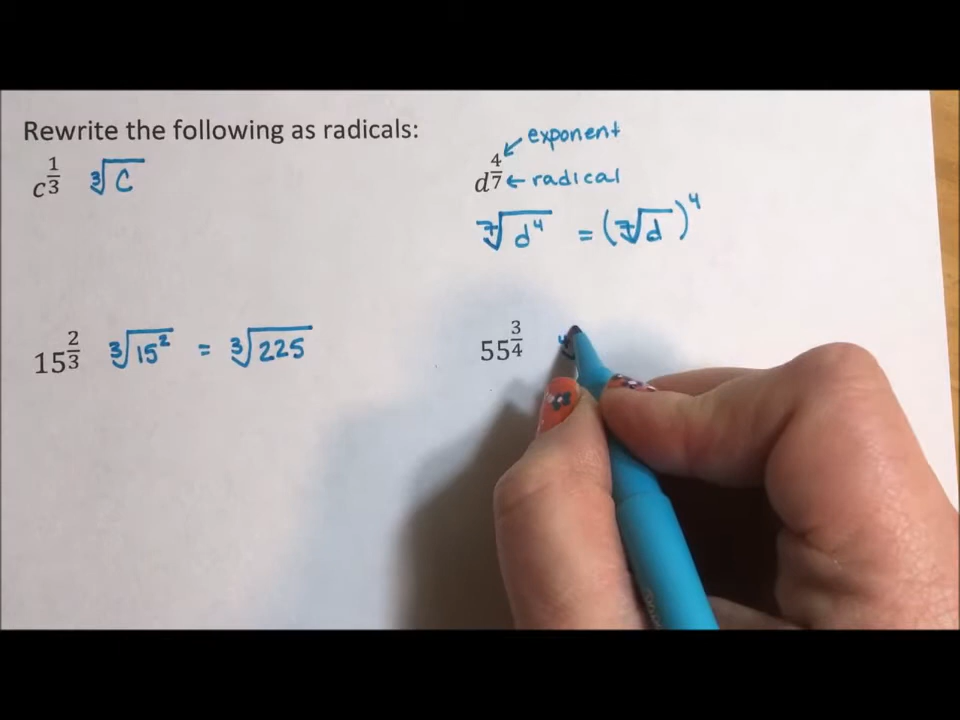 Rewrite the following as radicals:
c^(1/3) ∛C
d^(4/7) ↙ exponent
← radical
⁷√d⁴ = (⁷√d)⁴
15^(2/3) ∛15² = ∛225
55^(3/4) 4